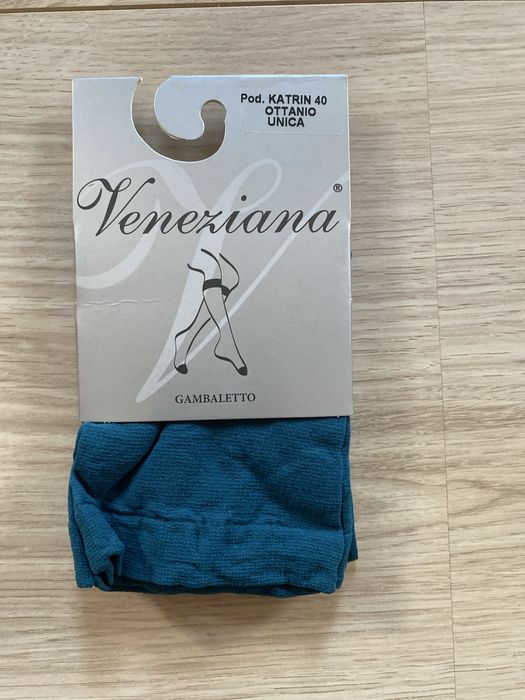 Pod. KATRIN 40
OTTANIO
UNICA
Veneziana®
GAMBALETTO